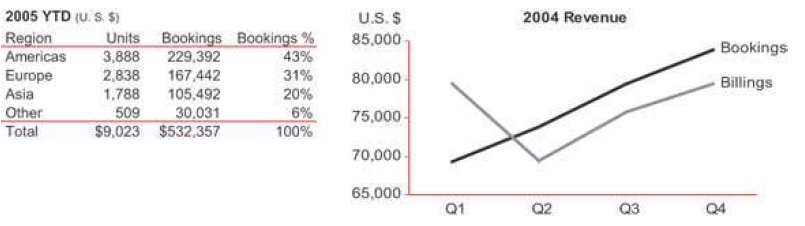 2005 YTD (U. S. $)
Region Units Bookings Bookings %
Americas 3,888 229,392 43%
Europe 2,838 167,442 31%
Asia 1,788 105,492 20%
Other 509 30,031 6%
Total $9,023 $532,357 100%
U.S. $ 2004 Revenue
85,000
80,000
75,000
70,000
65,000
Bookings
Billings
Q1 Q2 Q3 Q4